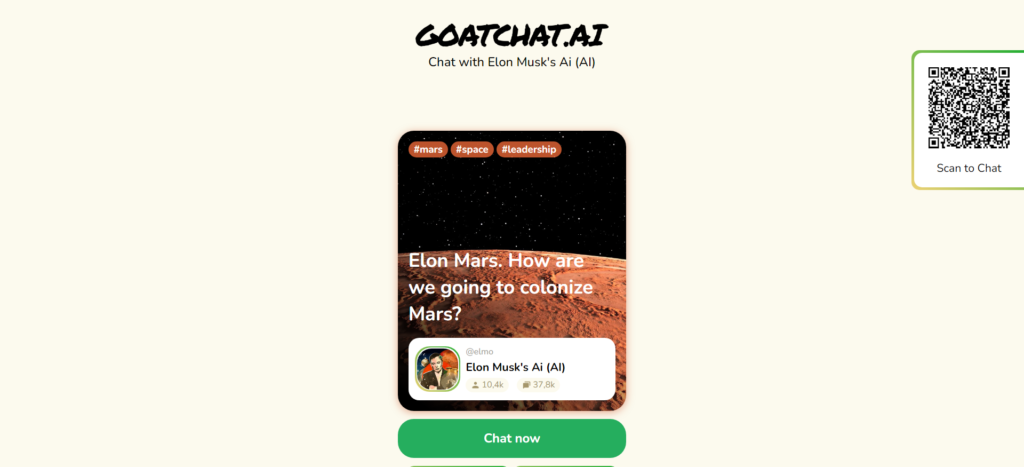 GOATCHAT.AI
Chat with Elon Musk's Ai (AI)
Scan to Chat
#mars #space #leadership
Elon Mars. How are
we going to colonize
Mars?
@elmo
Elon Musk's Ai (AI)
10,4k 37,8k
Chat now